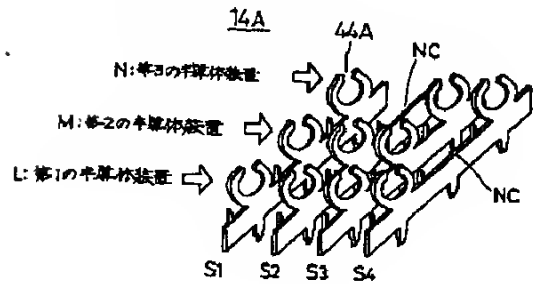 14A
44A
NC
N:第3の半導体装置
M:第2の半導体装置
L:第1の半導体装置
NC
S1 S2 S3 S4